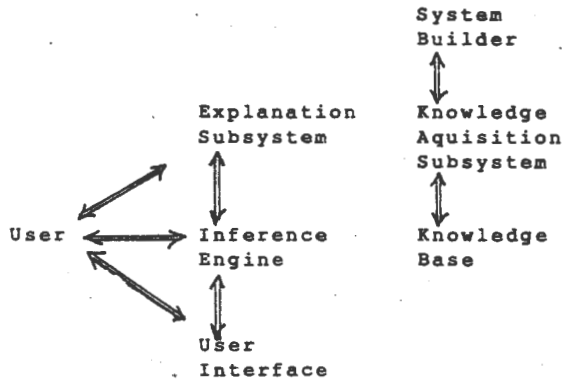 System
Builder
Explanation
Subsystem
Knowledge
Aquisition
Subsystem
User
Inference
Engine
Knowledge
Base
User
Interface